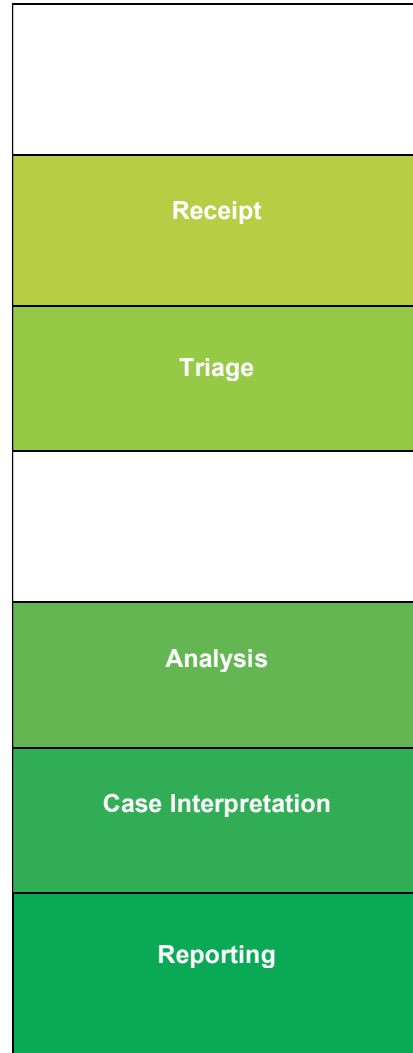 Receipt
Triage
Analysis
Case Interpretation
Reporting